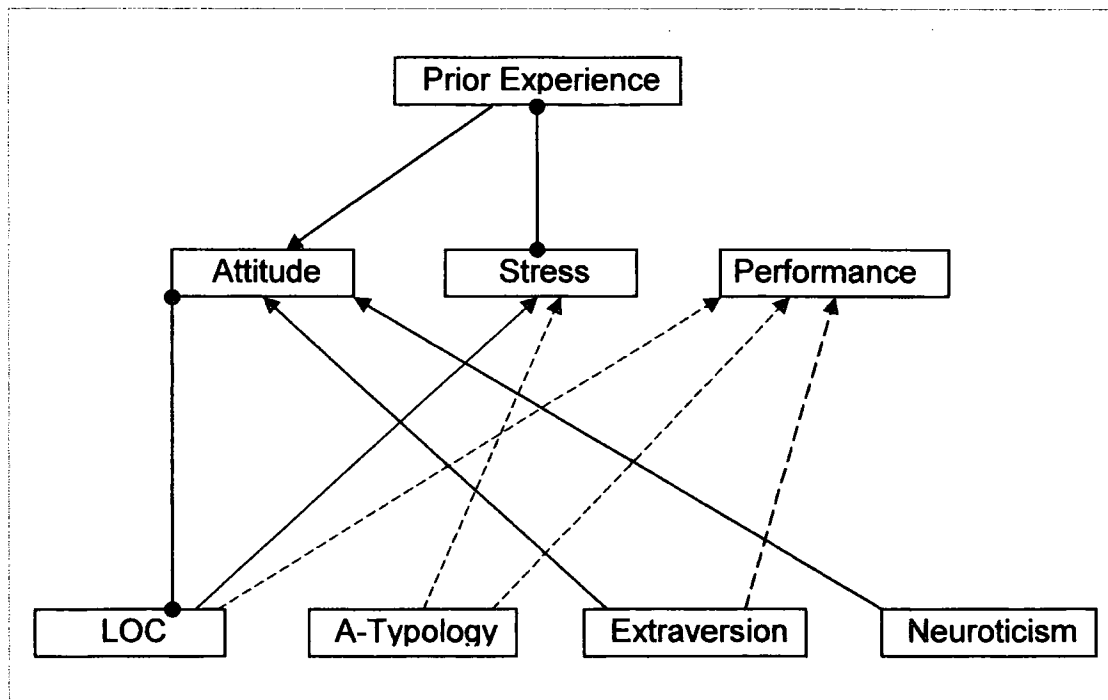 Prior Experience
Attitude
Stress
Performance
LOC
A-Typology
Extraversion
Neuroticism